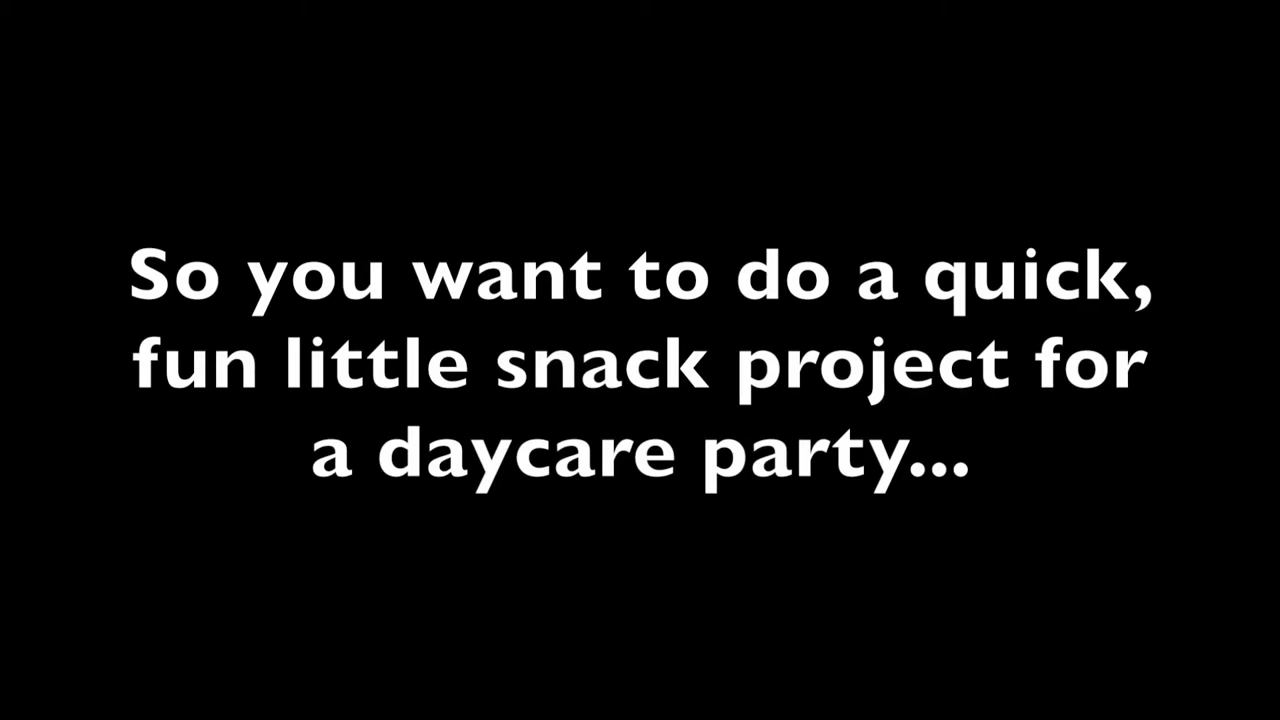 So you want to do a quick,
fun little snack project for
a daycare party...